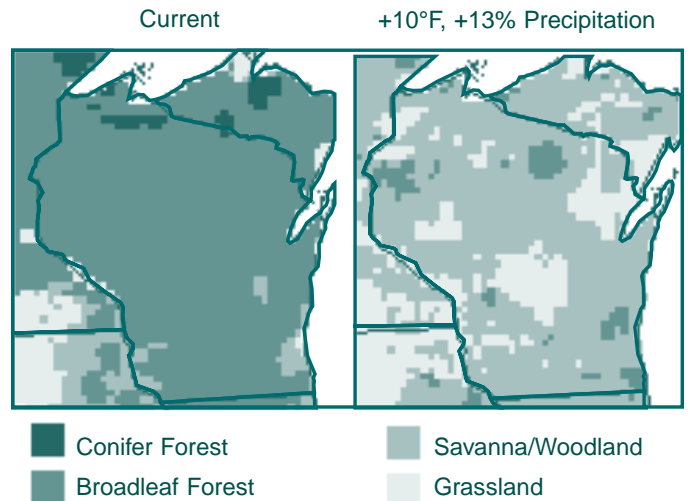 Current
+10°F, +13% Precipitation
Conifer Forest
Savanna/Woodland
Broadleaf Forest
Grassland